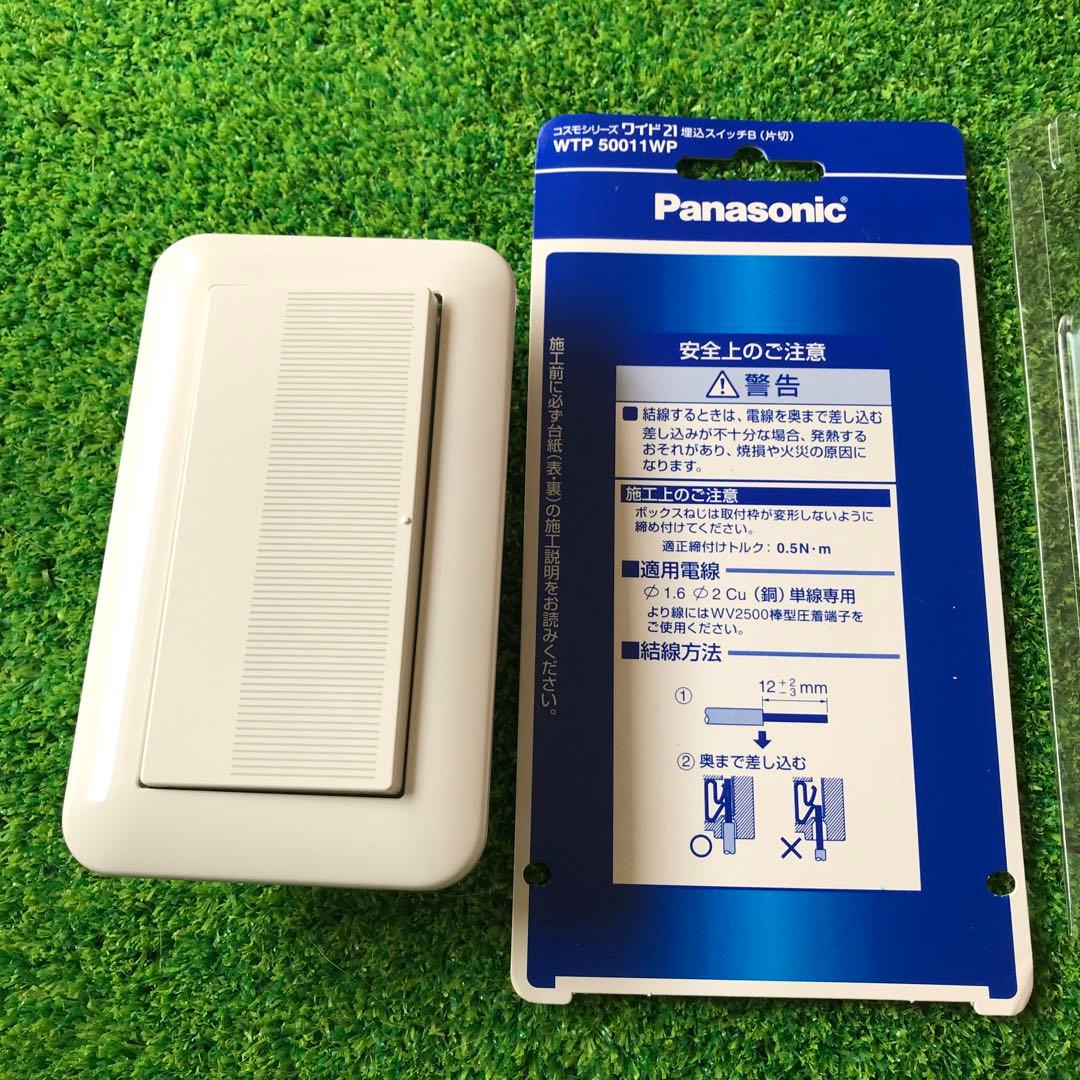 コスモシリーズ ワイド21 埋込スイッチB(片切)
WTP 50011WP
Panasonic®
施工前に必ず台紙(表・裏)の施工説明をお読みください。
安全上のご注意
⚠警告
■結線するときは、電線を奥まで差し込む
差し込みが不十分な場合、発熱する
おそれがあり、焼損や火災の原因に
なります。
施工上のご注意
ボックスねじは取付枠が変形しないように
締め付けてください。
適正締付けトルク:0.5N・m
■適用電線
φ1.6 φ2 Cu(銅)単線専用
より線にはWV2500棒型圧着端子を
ご使用ください。
■結線方法
① 12 +2 −3 mm
② 奥まで差し込む
○ ×